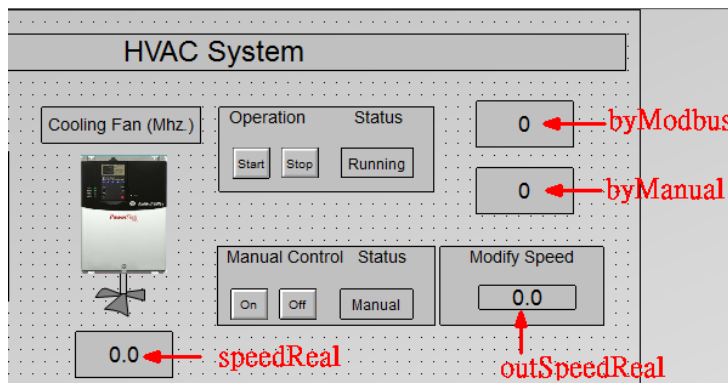 HVAC System
Cooling Fan (Mhz.)
Operation Status
Start Stop Running
0 byModbus
0 byManual
PowerFlex
Manual Control Status
On Off Manual
Modify Speed
0.0
0.0 speedReal
outSpeedReal